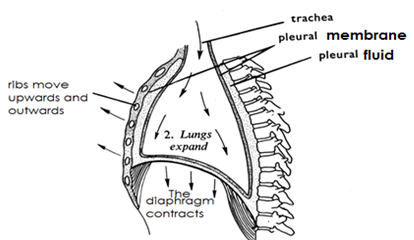 trachea
pleural membrane
pleural fluid
ribs move
upwards and
outwards
2. Lungs
expand
The
diaphragm
contracts